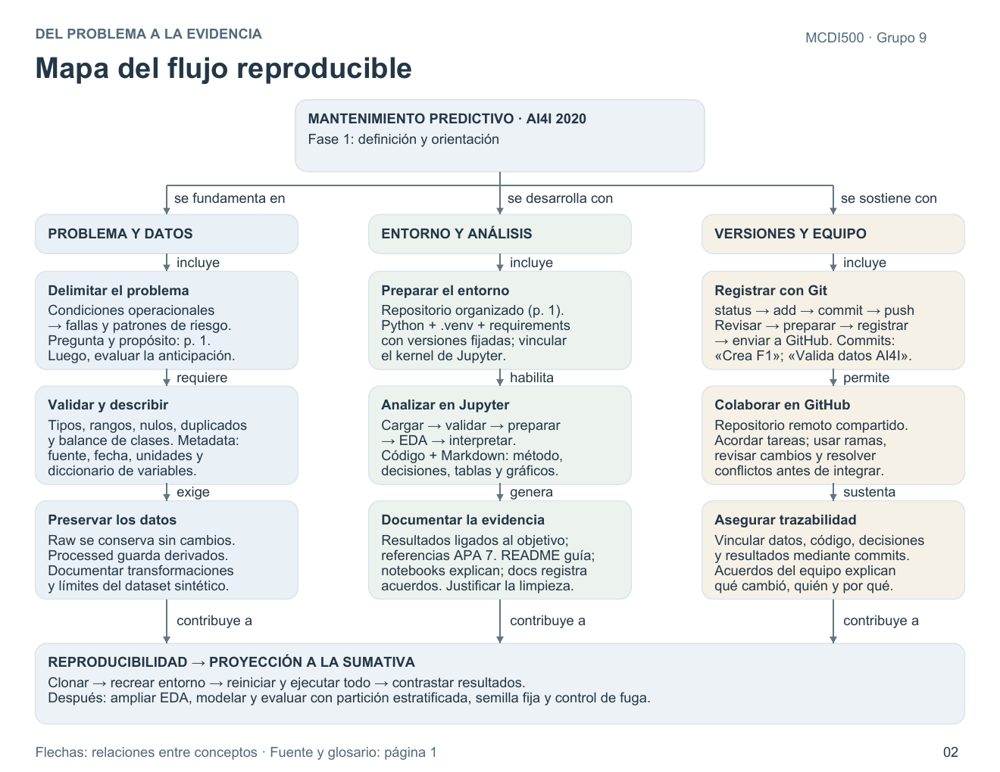 DEL PROBLEMA A LA EVIDENCIA
MCDI500 · Grupo 9
Mapa del flujo reproducible
MANTENIMIENTO PREDICTIVO · AI4I 2020
Fase 1: definición y orientación
se fundamenta en
se desarrolla con
se sostiene con
PROBLEMA Y DATOS
incluye
Delimitar el problema
Condiciones operacionales
→ fallas y patrones de riesgo.
Pregunta y propósito: p. 1.
Luego, evaluar la anticipación.
requiere
Validar y describir
Tipos, rangos, nulos, duplicados
y balance de clases. Metadata:
fuente, fecha, unidades y
diccionario de variables.
exige
Preservar los datos
Raw se conserva sin cambios.
Processed guarda derivados.
Documentar transformaciones
y límites del dataset sintético.
contribuye a
ENTORNO Y ANÁLISIS
incluye
Preparar el entorno
Repositorio organizado (p. 1).
Python + .venv + requirements
con versiones fijadas; vincular
el kernel de Jupyter.
habilita
Analizar en Jupyter
Cargar → validar → preparar
→ EDA → interpretar.
Código + Markdown: método,
decisiones, tablas y gráficos.
genera
Documentar la evidencia
Resultados ligados al objetivo;
referencias APA 7. README guía;
notebooks explican; docs registra
acuerdos. Justificar la limpieza.
contribuye a
VERSIONES Y EQUIPO
incluye
Registrar con Git
status → add → commit → push
Revisar → preparar → registrar
→ enviar a GitHub. Commits:
«Crea F1»; «Valida datos AI4I».
permite
Colaborar en GitHub
Repositorio remoto compartido.
Acordar tareas; usar ramas,
revisar cambios y resolver
conflictos antes de integrar.
sustenta
Asegurar trazabilidad
Vincular datos, código, decisiones
y resultados mediante commits.
Acuerdos del equipo explican
qué cambió, quién y por qué.
contribuye a
REPRODUCIBILIDAD → PROYECCIÓN A LA SUMATIVA
Clonar → recrear entorno → reiniciar y ejecutar todo → contrastar resultados.
Después: ampliar EDA, modelar y evaluar con partición estratificada, semilla fija y control de fuga.
Flechas: relaciones entre conceptos · Fuente y glosario: página 1
02